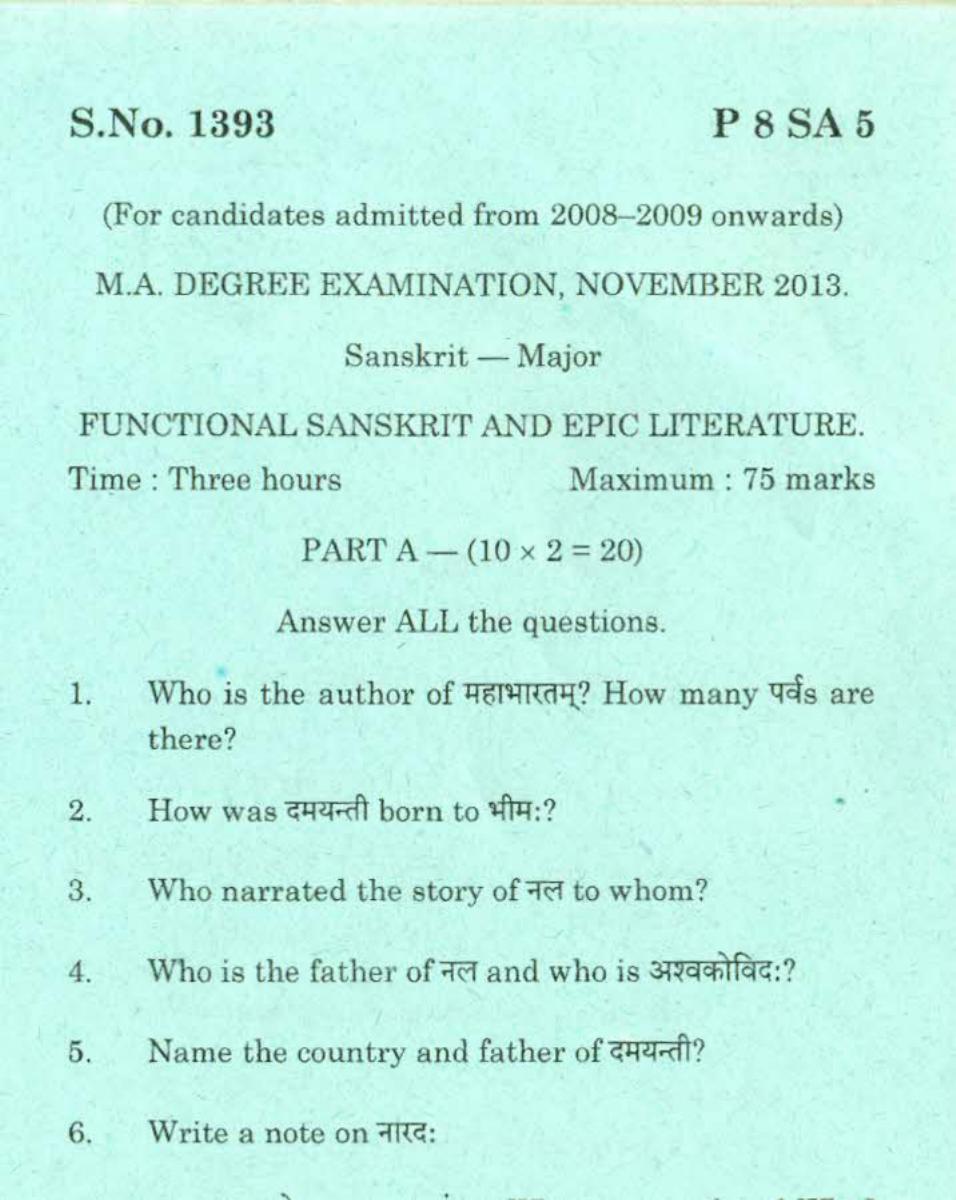 S.No. 1393 P 8 SA 5
(For candidates admitted from 2008–2009 onwards)
M.A. DEGREE EXAMINATION, NOVEMBER 2013.
Sanskrit — Major
FUNCTIONAL SANSKRIT AND EPIC LITERATURE.
Time : Three hours Maximum : 75 marks
PART A — (10 × 2 = 20)
Answer ALL the questions.
1. Who is the author of महाभारतम्? How many पर्वs are
there?
2. How was दमयन्ती born to भीम:?
3. Who narrated the story of नल to whom?
4. Who is the father of नल and who is अश्वकोविद:?
5. Name the country and father of दमयन्ती?
6. Write a note on नारद: